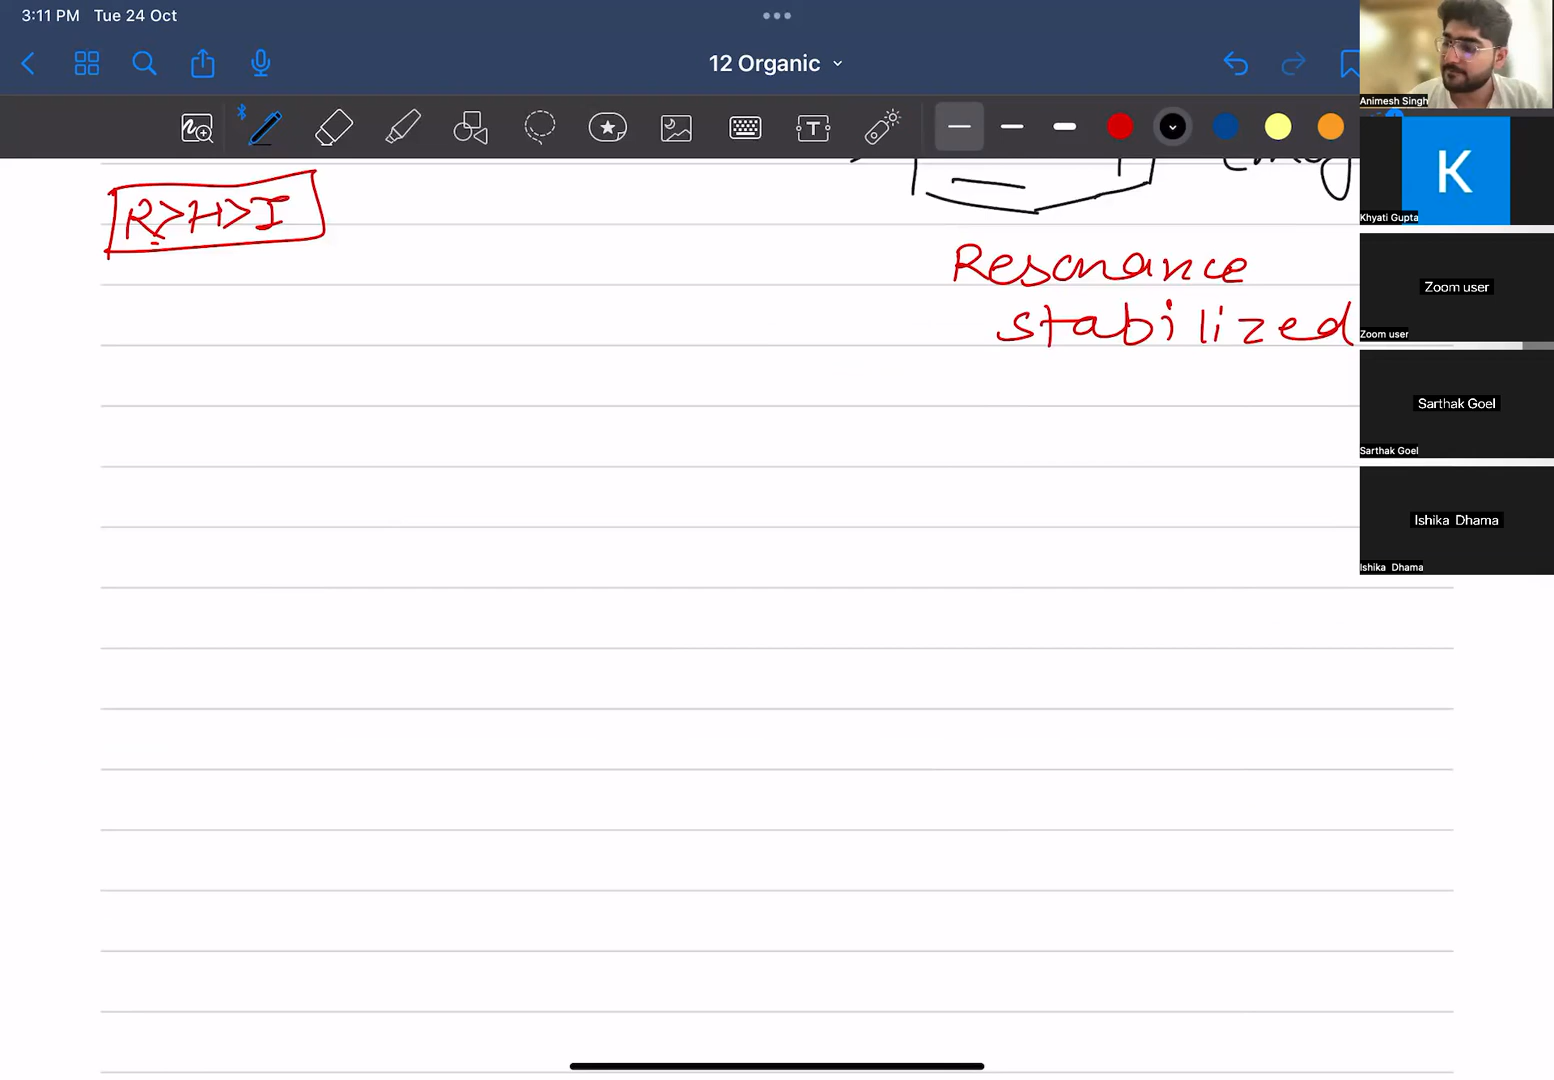 3:11 PM Tue 24 Oct
12 Organic
T
Animesh Singh
K
Khyati Gupta
R>H>I
Resonance
stabilized
Zoom user
Zoom user
Sarthak Goel
Sarthak Goel
Ishika Dhama
Ishika Dhama